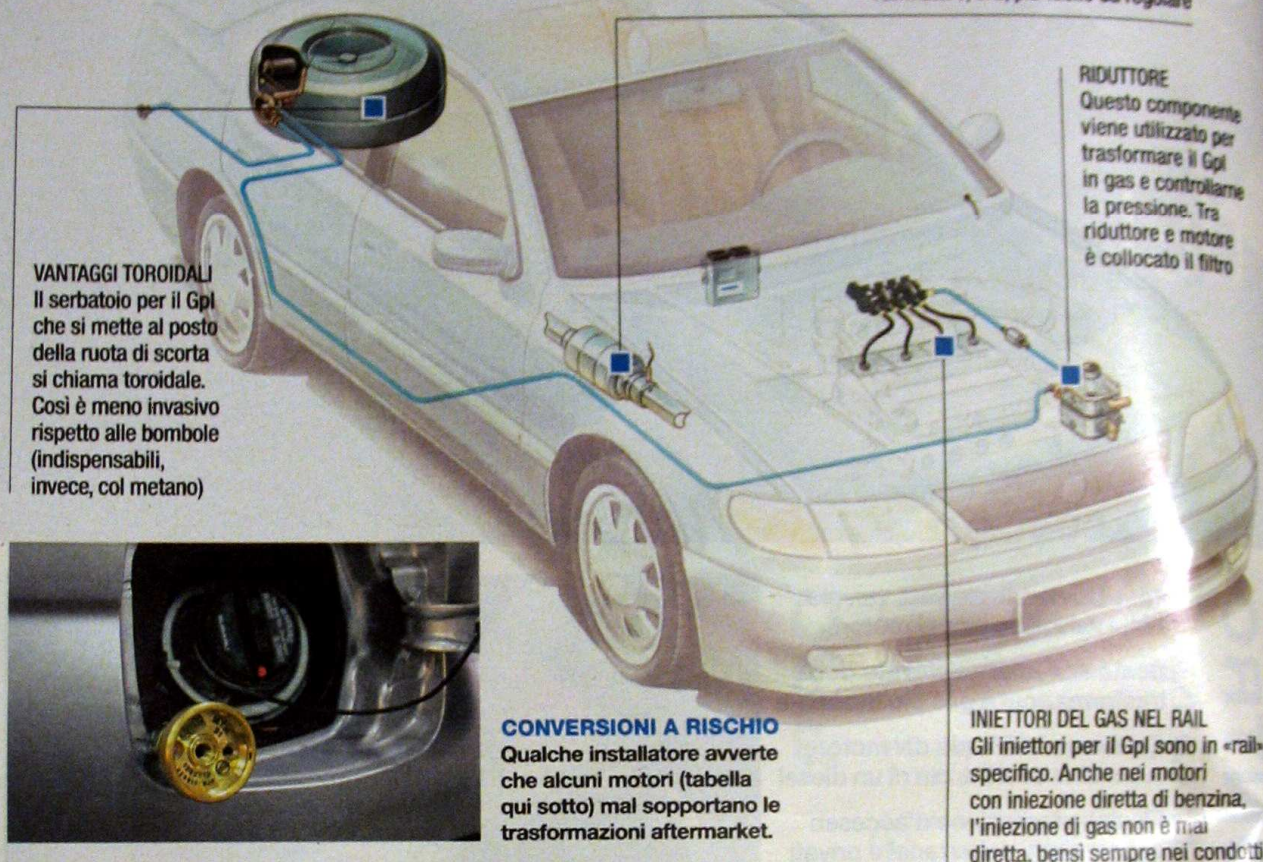 da regolare
RIDUTTORE
Questo componente
viene utilizzato per
trasformare il Gpl
in gas e controllarne
la pressione. Tra
riduttore e motore
è collocato il filtro
VANTAGGI TOROIDALI
Il serbatoio per il Gpl
che si mette al posto
della ruota di scorta
si chiama toroidale.
Così è meno invasivo
rispetto alle bombole
(indispensabili,
invece, col metano)
CONVERSIONI A RISCHIO
Qualche installatore avverte
che alcuni motori (tabella
qui sotto) mal sopportano le
trasformazioni aftermarket.
INIETTORI DEL GAS NEL RAIL
Gli iniettori per il Gpl sono in «rail»
specifico. Anche nei motori
con iniezione diretta di benzina,
l'iniezione di gas non è mai
diretta, bensì sempre nei condotti